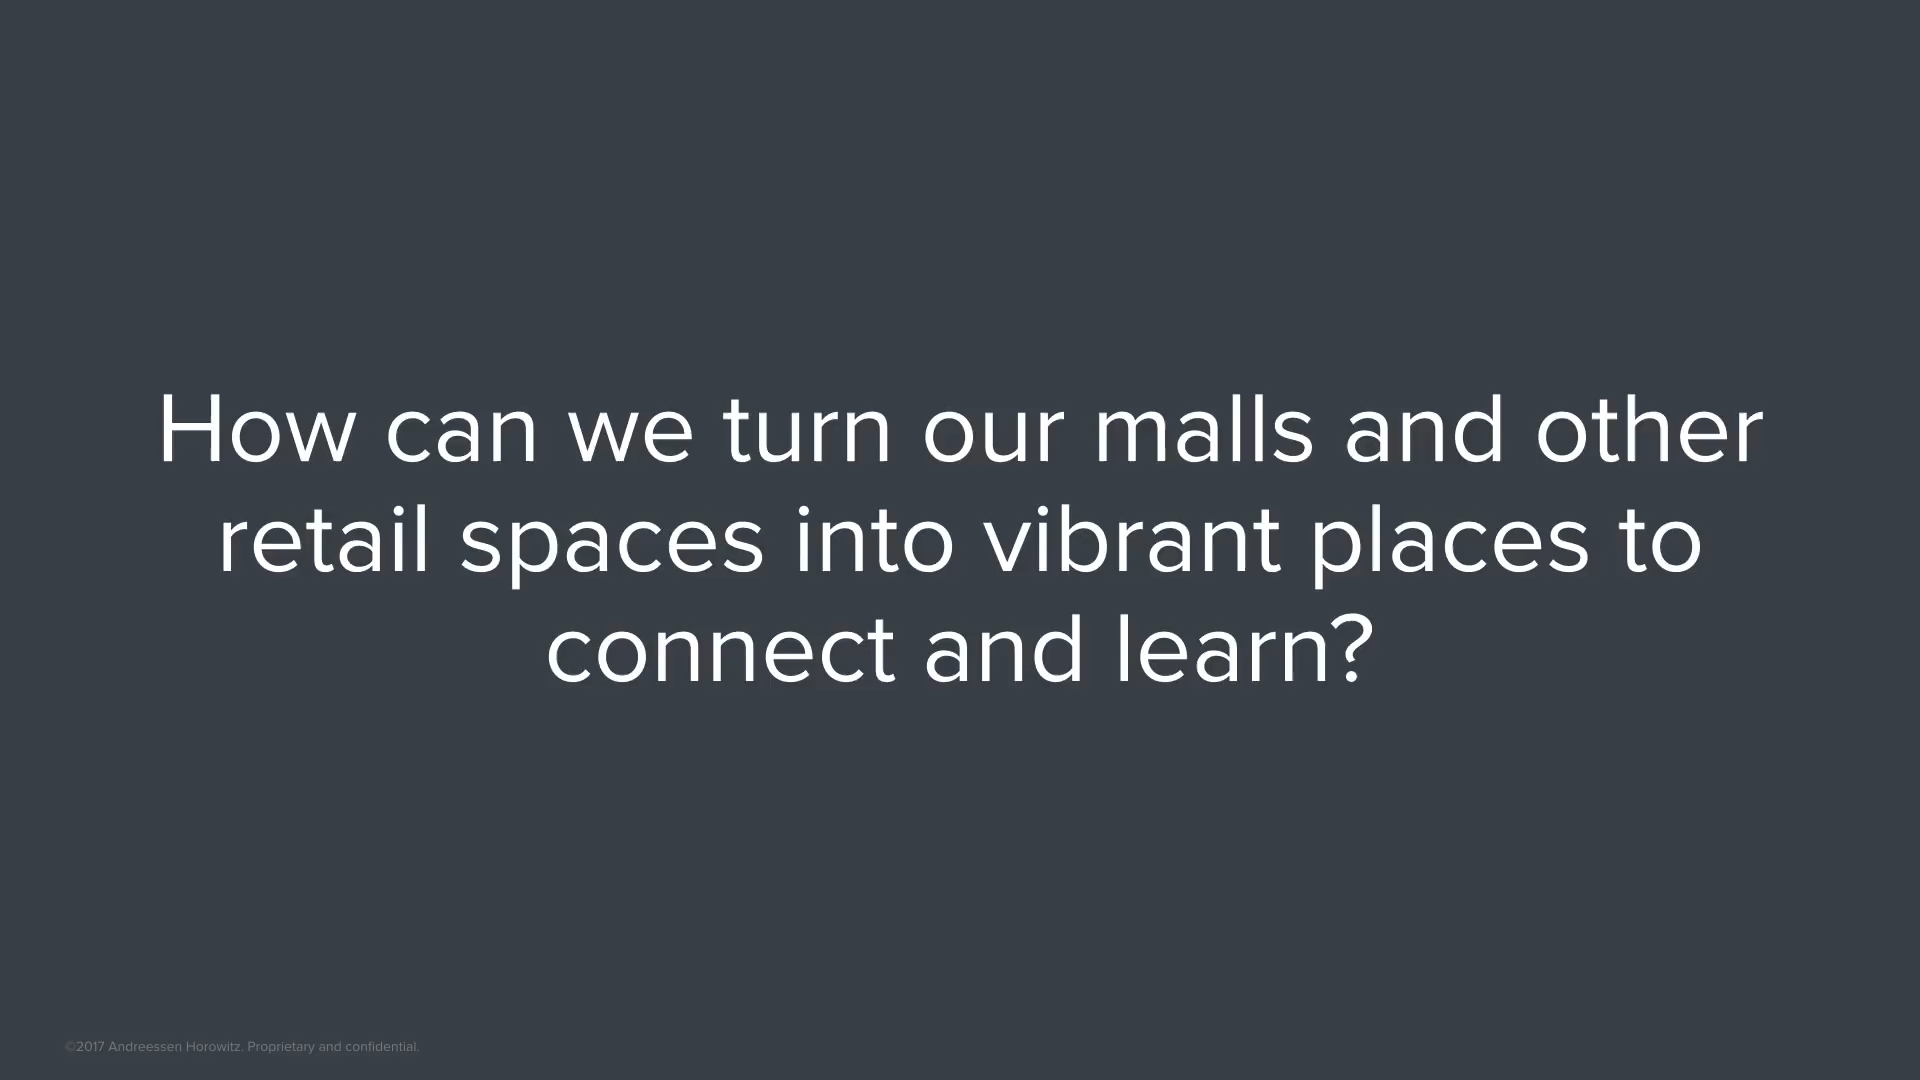 How can we turn our malls and other
retail spaces into vibrant places to
connect and learn?
©2017 Andreessen Horowitz. Proprietary and confidential.